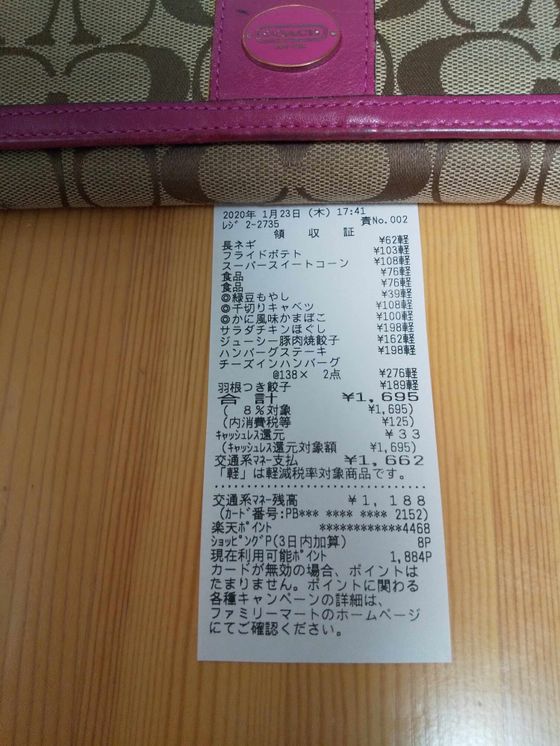 COACH
2020年 1月23日 (木) 17:41
ﾚｼﾞ 2-2735 責No.002
領 収 証
長ネギ ¥62軽
フライドポテト ¥103軽
スーパースイートコーン ¥108軽
食品 ¥76軽
食品 ¥76軽
◎緑豆もやし ¥39軽
◎千切りキャベツ ¥108軽
◎かに風味かまぼこ ¥100軽
サラダチキンほぐし ¥198軽
ジューシー豚肉焼餃子 ¥162軽
ハンバーグステーキ ¥198軽
チーズインハンバーグ
@138× 2点 ¥276軽
羽根つき餃子 ¥189軽
合 計 ¥1,695
( 8%対象 ¥1,695)
(内消費税等 ¥125)
ｷｬｯｼｭﾚｽ還元 ¥33
(ｷｬｯｼｭﾚｽ還元対象額 ¥1,695)
交通系ﾏﾈｰ支払 ¥1,662
「軽」は軽減税率対象商品です。
交通系ﾏﾈｰ残高 ¥1,188
(ｶｰﾄﾞ番号:PB*** **** **** 2152)
楽天ﾎﾟｲﾝﾄ ************4468
ｼｮｯﾋﾟﾝｸﾞP(3日内加算) 8P
現在利用可能ﾎﾟｲﾝﾄ 1,884P
カードが無効の場合、ポイントは
たまりません。ポイントに関わる
各種キャンペーンの詳細は、
ファミリーマートのホームページ
にてご確認ください。